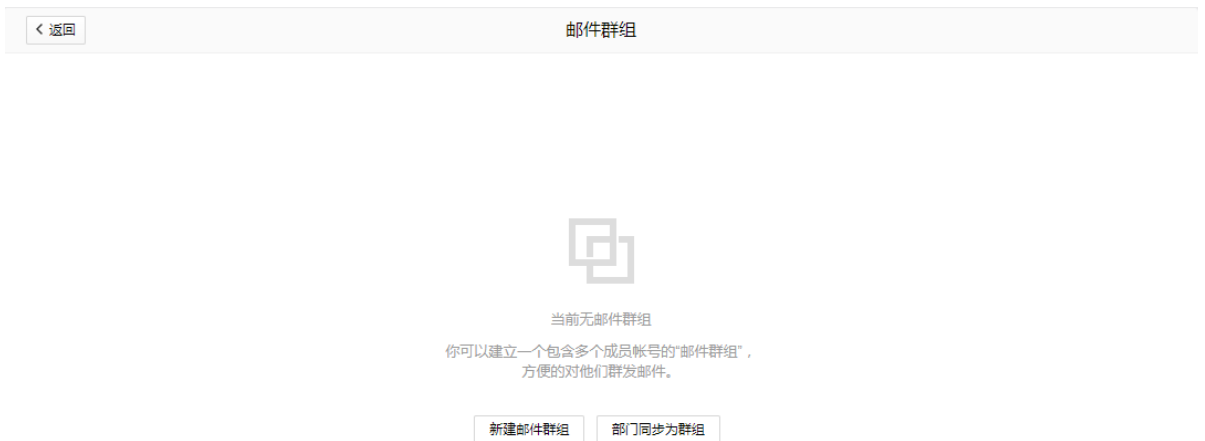 返回
邮件群组
当前无邮件群组
你可以建立一个包含多个成员帐号的“邮件群组”，
方便的对他们群发邮件。
新建邮件群组
部门同步为群组